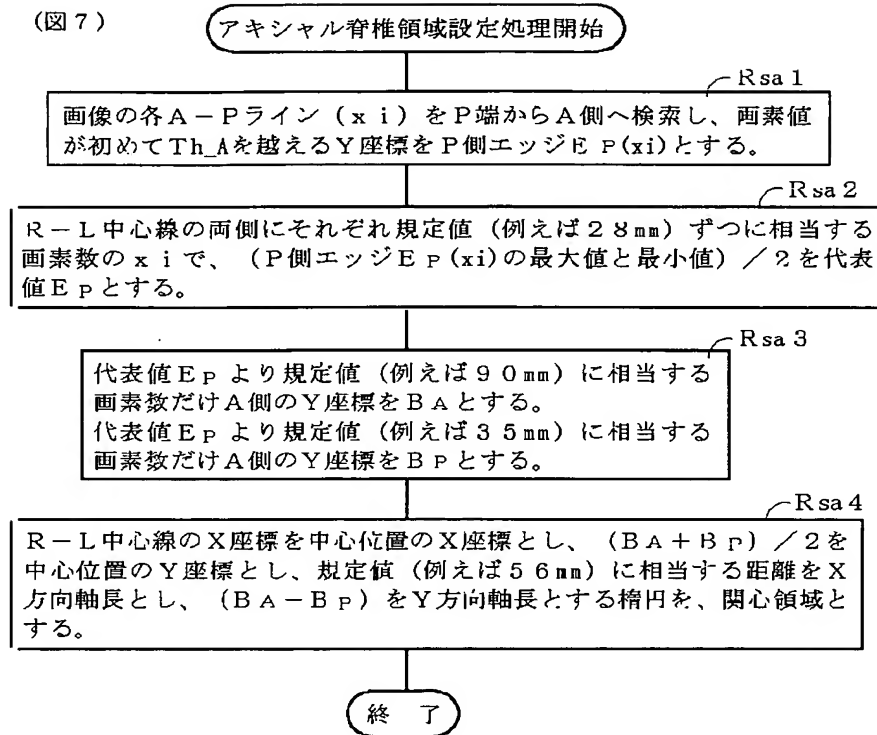 (図7)
アキシャル脊椎領域設定処理開始
Rsa1
画像の各A-Pライン(xi)をP端からA側へ検索し、画素値
が初めてTh_Aを越えるY座標をP側エッジEP(xi)とする。
Rsa2
R-L中心線の両側にそれぞれ規定値(例えば28mm)ずつに相当する
画素数のxiで、(P側エッジEP(xi)の最大値と最小値)/2を代表
値EPとする。
Rsa3
代表値EPより規定値(例えば90mm)に相当する
画素数だけA側のY座標をBAとする。
代表値EPより規定値(例えば35mm)に相当する
画素数だけA側のY座標をBPとする。
Rsa4
R-L中心線のX座標を中心位置のX座標とし、(BA+BP)/2を
中心位置のY座標とし、規定値(例えば56mm)に相当する距離をX
方向軸長とし、(BA-BP)をY方向軸長とする楕円を、関心領域と
する。
終 了